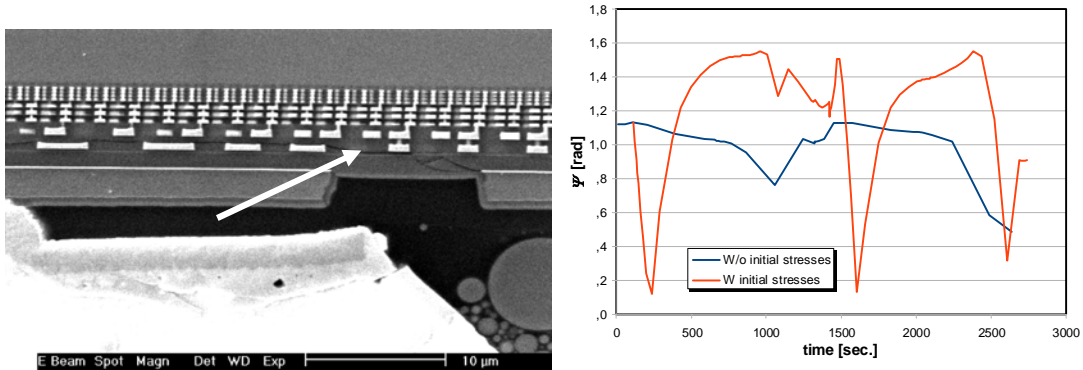 E Beam Spot Magn Det WD Exp 10 µm
1,8
1,6
1,4
1,2
1,0
,8
,6
,4
,2
,0
Ψ [rad]
W/o initial stresses
W initial stresses
0 500 1000 1500 2000 2500 3000
time [sec.]